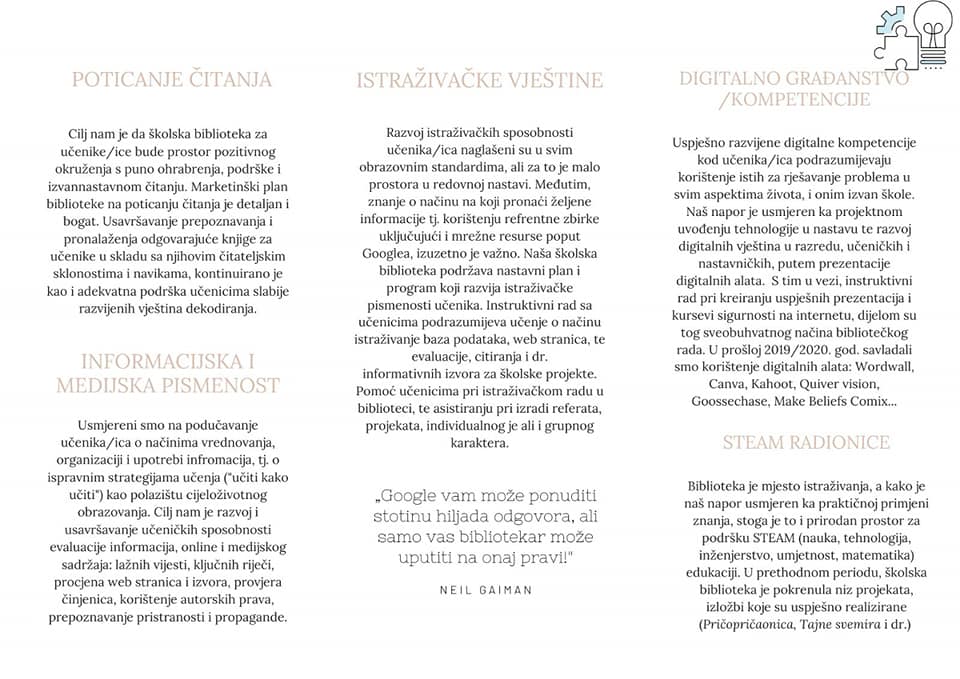 POTICANJE ČITANJA
Cilj nam je da školska biblioteka za
učenike/ice bude prostor pozitivnog
okruženja s puno ohrabrenja, podrške i
izvannastavnom čitanju. Marketinški plan
biblioteke na poticanju čitanja je detaljan i
bogat. Usavršavanje prepoznavanja i
pronalaženja odgovarajuće knjige za
učenike u skladu sa njihovim čitateljskim
sklonostima i navikama, kontinuirano je
kao i adekvatna podrška učenicima slabije
razvijenih vještina dekodiranja.
INFORMACIJSKA I
MEDIJSKA PISMENOST
Usmjereni smo na podučavanje
učenika/ica o načinima vrednovanja,
organizaciji i upotrebi infromacija, tj. o
ispravnim strategijama učenja ("učiti kako
učiti") kao polazištu cijeloživotnog
obrazovanja. Cilj nam je razvoj i
usavršavanje učeničkih sposobnosti
evaluacije informacija, online i medijskog
sadržaja: lažnih vijesti, ključnih riječi,
procjena web stranica i izvora, provjera
činjenica, korištenje autorskih prava,
prepoznavanje pristranosti i propagande.
ISTRAŽIVAČKE VJEŠTINE
Razvoj istraživačkih sposobnosti
učenika/ica naglašeni su u svim
obrazovnim standardima, ali za to je malo
prostora u redovnoj nastavi. Međutim,
znanje o načinu na koji pronaći željene
informacije tj. korištenju refrentne zbirke
uključujući i mrežne resurse poput
Googlea, izuzetno je važno. Naša školska
biblioteka podržava nastavni plan i
program koji razvija istraživačke
pismenosti učenika. Instruktivni rad sa
učenicima podrazumijeva učenje o načinu
istraživanje baza podataka, web stranica, te
evaluacije, citiranja i dr.
informativnih izvora za školske projekte.
Pomoć učenicima pri istraživačkom radu u
biblioteci, te asistiranju pri izradi referata,
projekata, individualnog je ali i grupnog
karaktera.
„Google vam može ponuditi
stotinu hiljada odgovora, ali
samo vas bibliotekar može
uputiti na onaj pravi!"
NEIL GAIMAN
DIGITALNO GRAĐANSTVO
/KOMPETENCIJE
Uspješno razvijene digitalne kompetencije
kod učenika/ica podrazumijevaju
korištenje istih za rješavanje problema u
svim aspektima života, i onim izvan škole.
Naš napor je usmjeren ka projektnom
uvođenju tehnologije u nastavu te razvoj
digitalnih vještina u razredu, učeničkih i
nastavničkih, putem prezentacije
digitalnih alata. S tim u vezi, instruktivni
rad pri kreiranju uspješnih prezentacija i
kursevi sigurnosti na internetu, dijelom su
tog sveobuhvatnog načina bibliotečkog
rada. U prošloj 2019/2020. god. savladali
smo korištenje digitalnih alata: Wordwall,
Canva, Kahoot, Quiver vision,
Goossechase, Make Beliefs Comix...
STEAM RADIONICE
Biblioteka je mjesto istraživanja, a kako je
naš napor usmjeren ka praktičnoj primjeni
znanja, stoga je to i prirodan prostor za
podršku STEAM (nauka, tehnologija,
inženjerstvo, umjetnost, matematika)
edukaciji. U prethodnom periodu, školska
biblioteka je pokrenula niz projekata,
izložbi koje su uspješno realizirane
(Pričopričaonica, Tajne svemira i dr.)